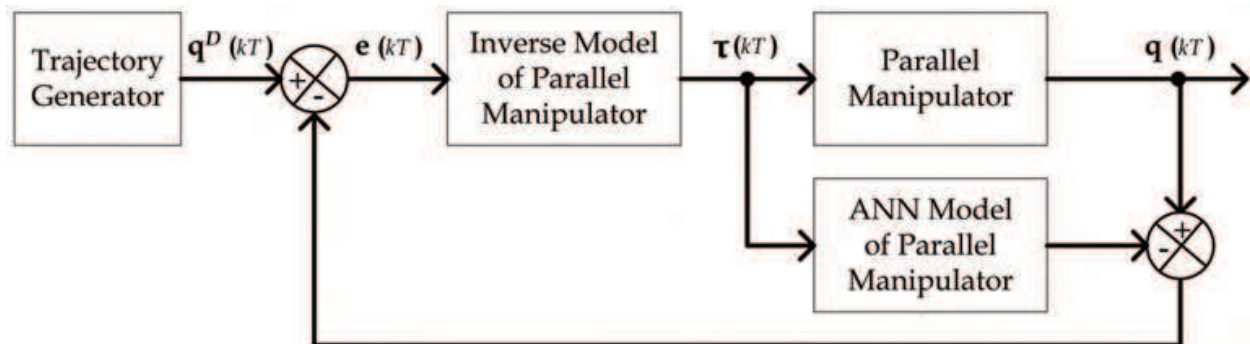 Trajectory
Generator
q^D (kT)
+
-
e (kT)
Inverse Model
of Parallel
Manipulator
τ(kT)
Parallel
Manipulator
q (kT)
ANN Model
of Parallel
Manipulator
+
-